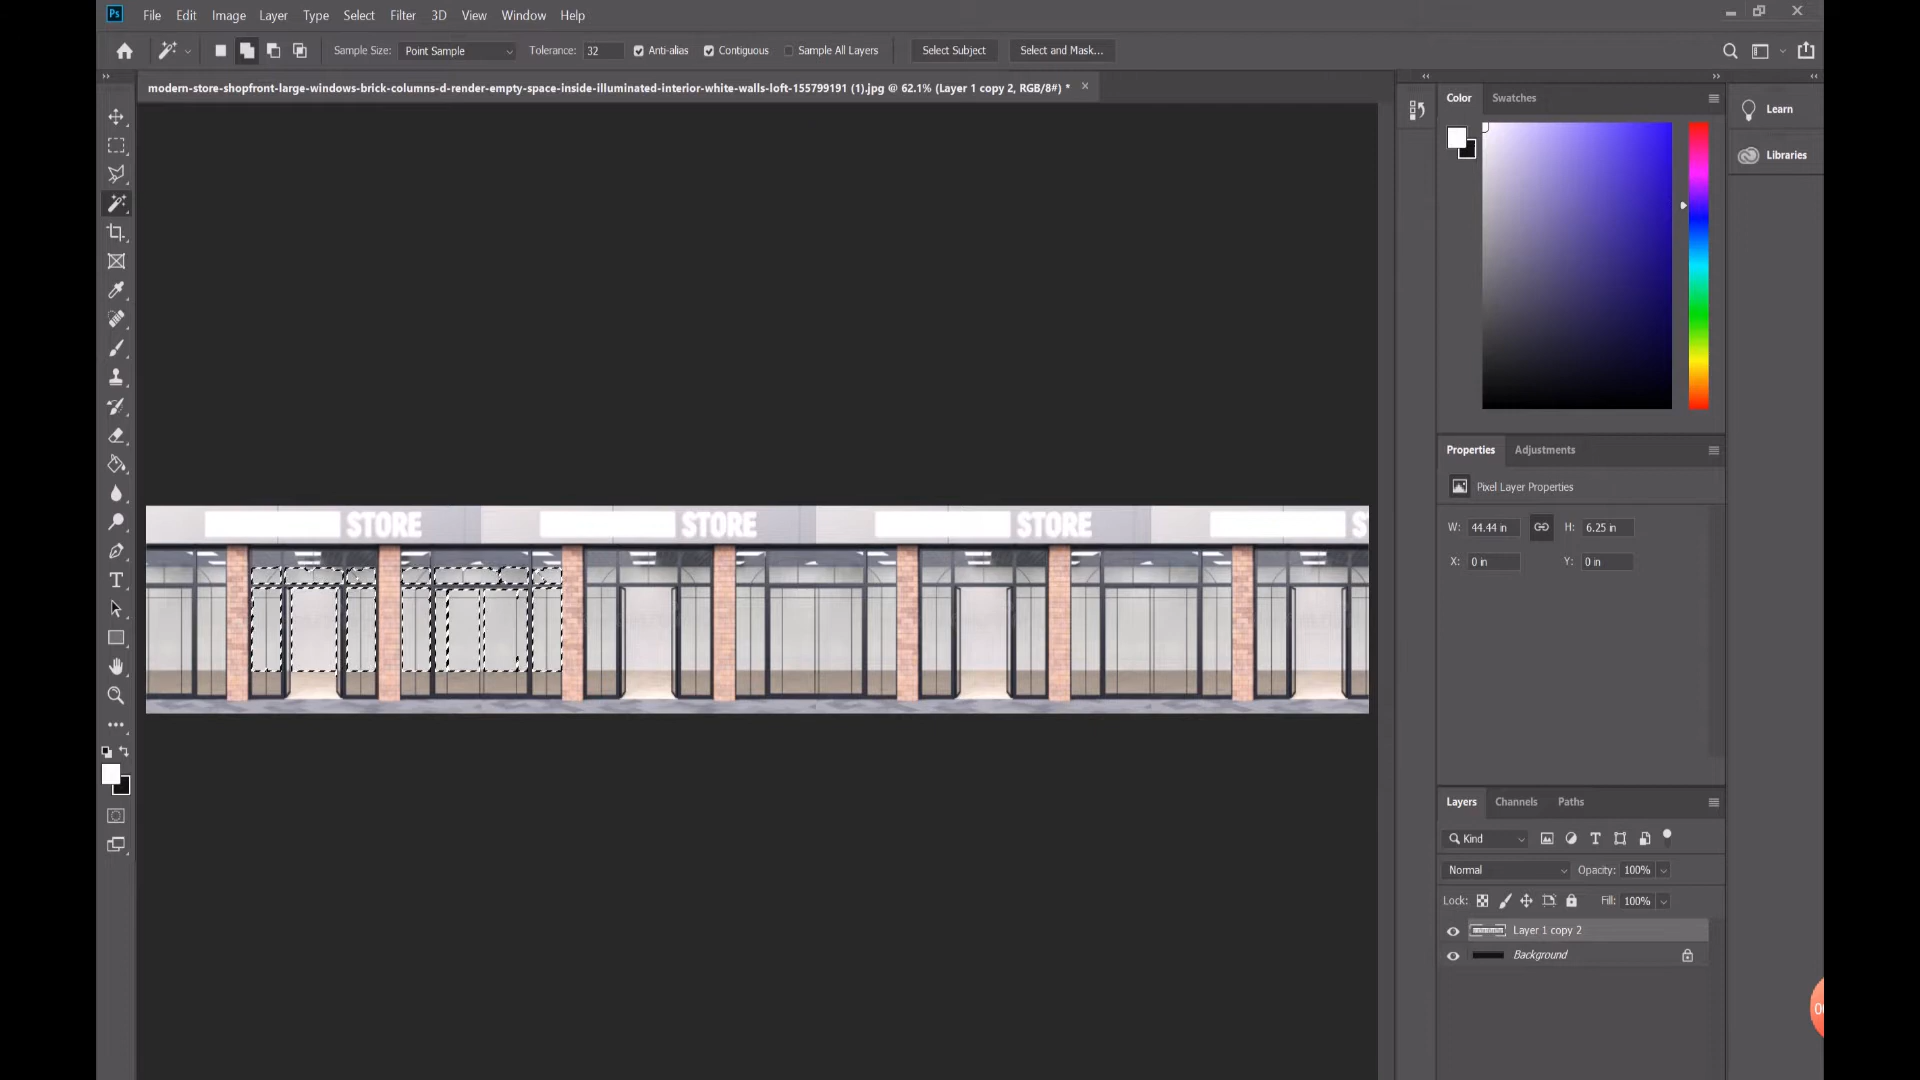 Ps File Edit Image Layer Type Select Filter 3D View Window Help
Sample Size: Point Sample Tolerance: 32 Anti-alias Contiguous Sample All Layers Select Subject Select and Mask...
modern-store-shopfront-large-windows-brick-columns-d-render-empty-space-inside-illuminated-interior-white-walls-loft-155799191 (1).jpg @ 62.1% (Layer 1 copy 2, RGB/8#) *
Color Swatches
Learn
Libraries
Properties Adjustments
Pixel Layer Properties
W: 44.44 in H: 6.25 in
X: 0 in Y: 0 in
STORE STORE STORE S
Layers Channels Paths
Kind
Normal Opacity: 100%
Lock: Fill: 100%
Layer 1 copy 2
Background